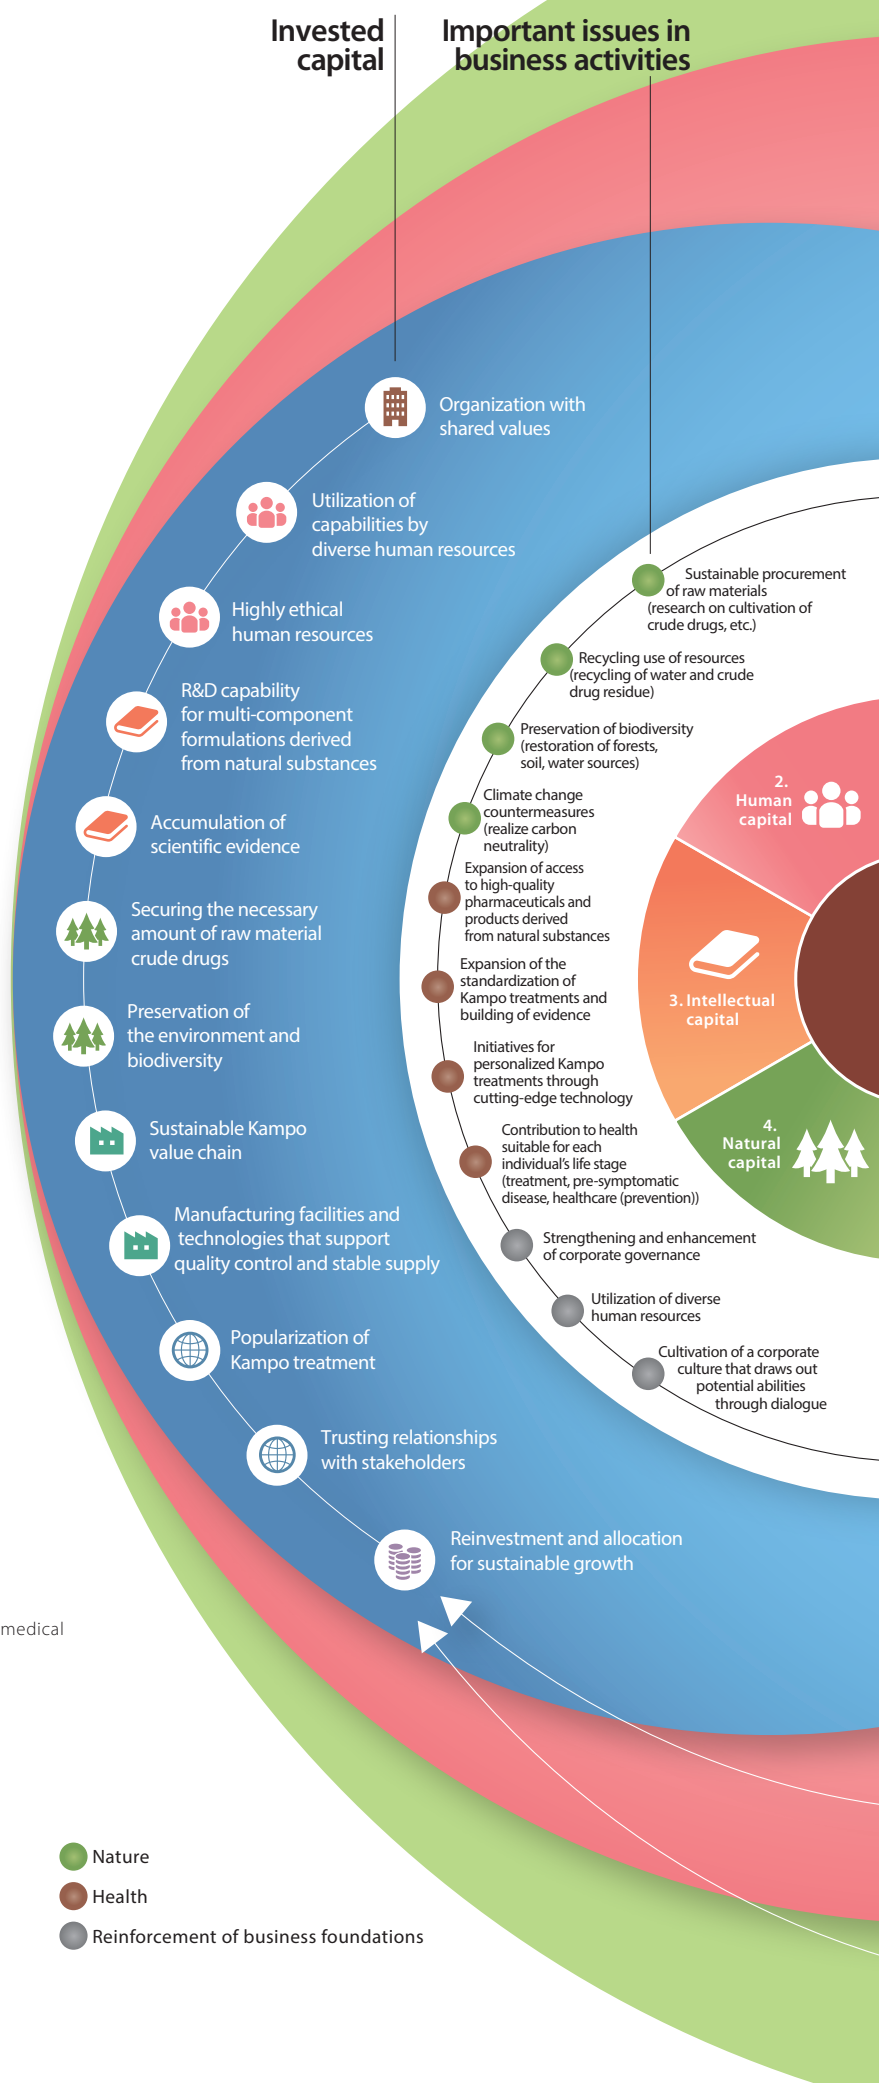 Invested
capital
Important issues in
business activities
Organization with
shared values
Utilization of
capabilities by
diverse human resources
Highly ethical
human resources
R&D capability
for multi-component
formulations derived
from natural substances
Accumulation of
scientific evidence
Securing the necessary
amount of raw material
crude drugs
Preservation of
the environment and
biodiversity
Sustainable Kampo
value chain
Manufacturing facilities and
technologies that support
quality control and stable supply
Popularization of
Kampo treatment
Trusting relationships
with stakeholders
Reinvestment and allocation
for sustainable growth
Sustainable procurement
of raw materials
(research on cultivation of
crude drugs, etc.)
Recycling use of resources
(recycling of water and crude
drug residue)
Preservation of biodiversity
(restoration of forests,
soil, water sources)
Climate change
countermeasures
(realize carbon
neutrality)
Expansion of access
to high-quality
pharmaceuticals and
products derived
from natural substances
Expansion of the
standardization of
Kampo treatments and
building of evidence
Initiatives for
personalized Kampo
treatments through
cutting-edge technology
Contribution to health
suitable for each
individual's life stage
(treatment, pre-symptomatic
disease, healthcare (prevention))
Strengthening and enhancement
of corporate governance
Utilization of diverse
human resources
Cultivation of a corporate
culture that draws out
potential abilities
through dialogue
2.
Human
capital
3. Intellectual
capital
4.
Natural
capital
medical
Nature
Health
Reinforcement of business foundations